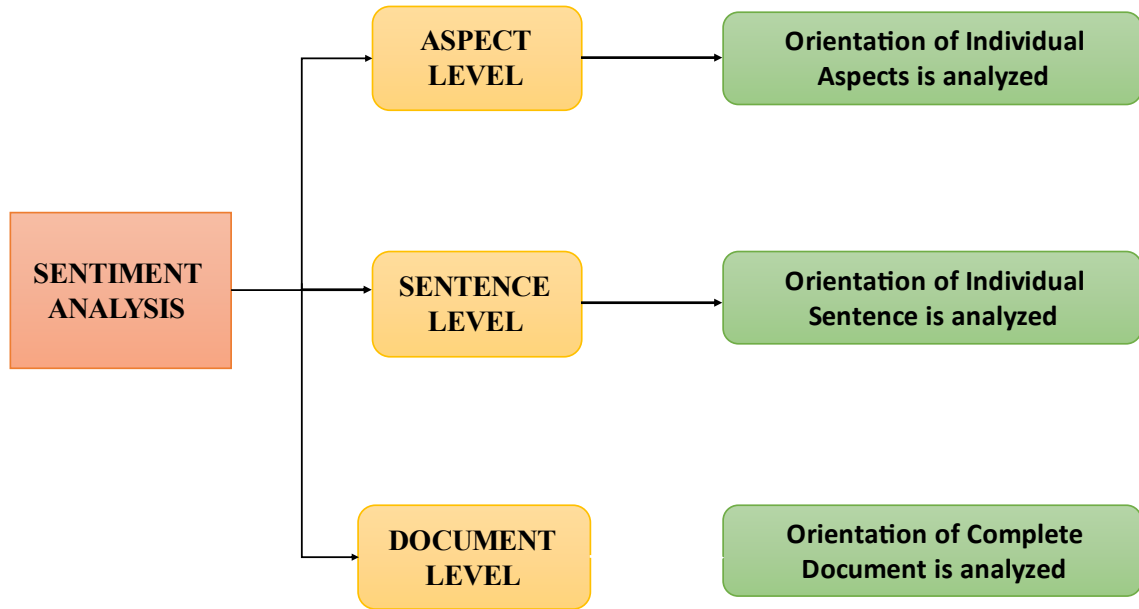 ASPECT
LEVEL
Orientation of Individual
Aspects is analyzed
SENTIMENT
ANALYSIS
SENTENCE
LEVEL
Orientation of Individual
Sentence is analyzed
DOCUMENT
LEVEL
Orientation of Complete
Document is analyzed